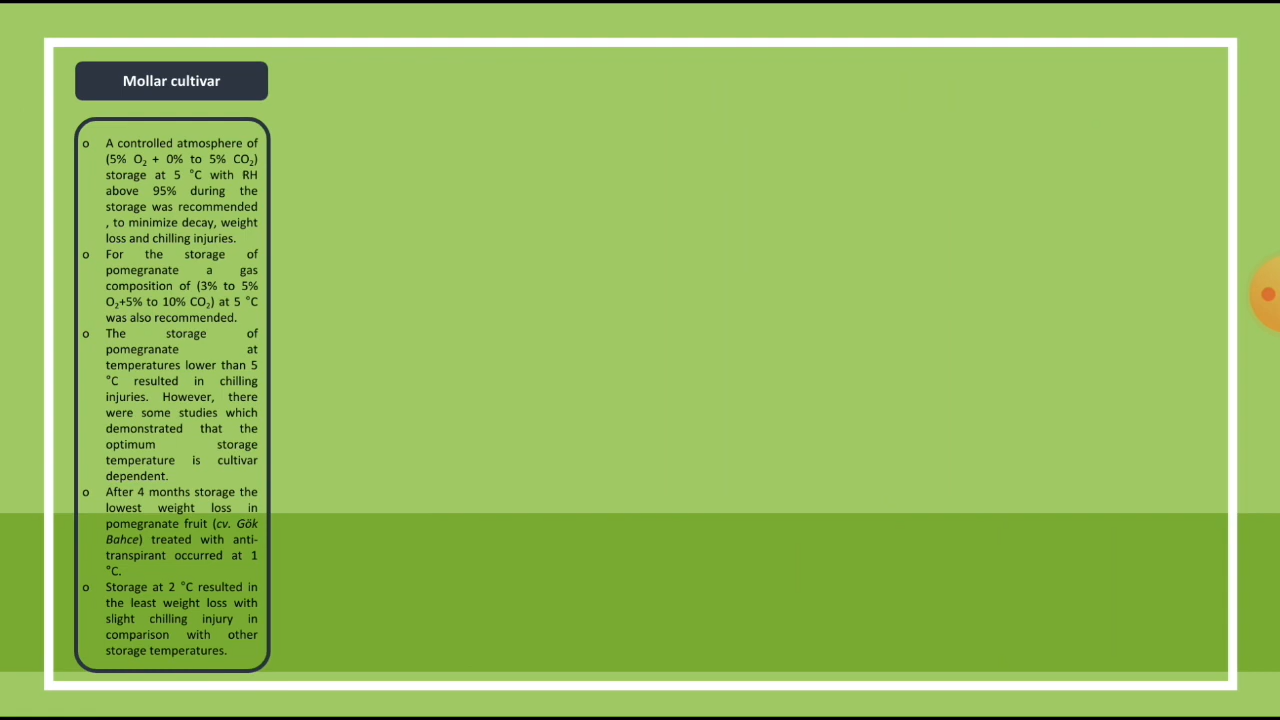 Mollar cultivar
o A controlled atmosphere of
(5% O₂ + 0% to 5% CO₂)
storage at 5 °C with RH
above 95% during the
storage was recommended
, to minimize decay, weight
loss and chilling injuries.
o For the storage of
pomegranate a gas
composition of (3% to 5%
O₂+5% to 10% CO₂) at 5 °C
was also recommended.
o The storage of
pomegranate at
temperatures lower than 5
°C resulted in chilling
injuries. However, there
were some studies which
demonstrated that the
optimum storage
temperature is cultivar
dependent.
o After 4 months storage the
lowest weight loss in
pomegranate fruit (cv. Gök
Bahce) treated with anti-
transpirant occurred at 1
°C.
o Storage at 2 °C resulted in
the least weight loss with
slight chilling injury in
comparison with other
storage temperatures.